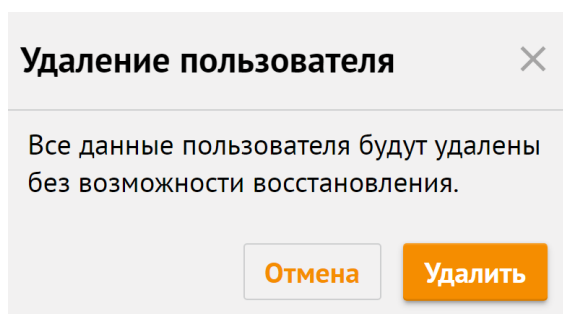 Удаление пользователя
Все данные пользователя будут удалены
без возможности восстановления.
Отмена
Удалить